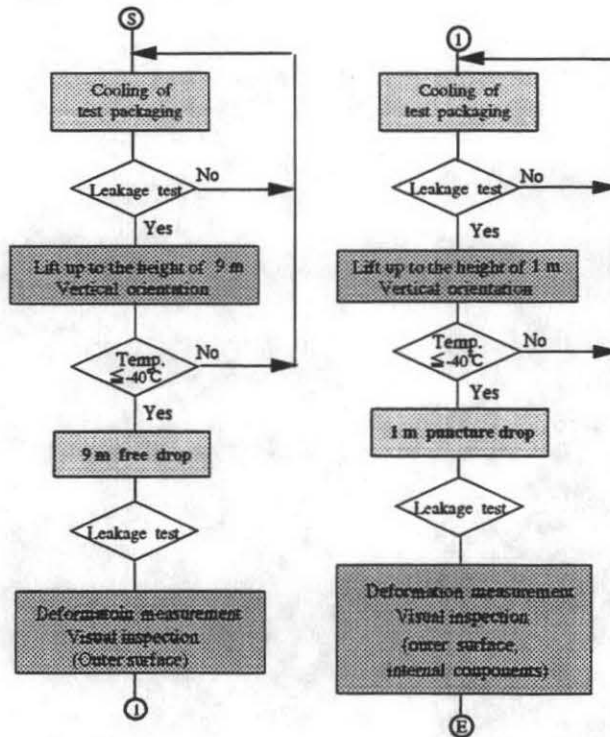 S
Cooling of
test packaging
Leakage test
No
Yes
Lift up to the height of 9 m
Vertical orientation
Temp.
≦-40℃
No
Yes
9 m free drop
Leakage test
Deformatoin measurement
Visual inspection
(Outer surface)
1
1
Cooling of
test packaging
Leakage test
No
Yes
Lift up to the height of 1 m
Vertical orientation
Temp.
≦-40℃
No
Yes
1 m puncture drop
Leakage test
Deformation measurement
Visual inspection
(outer surface,
internal components)
E